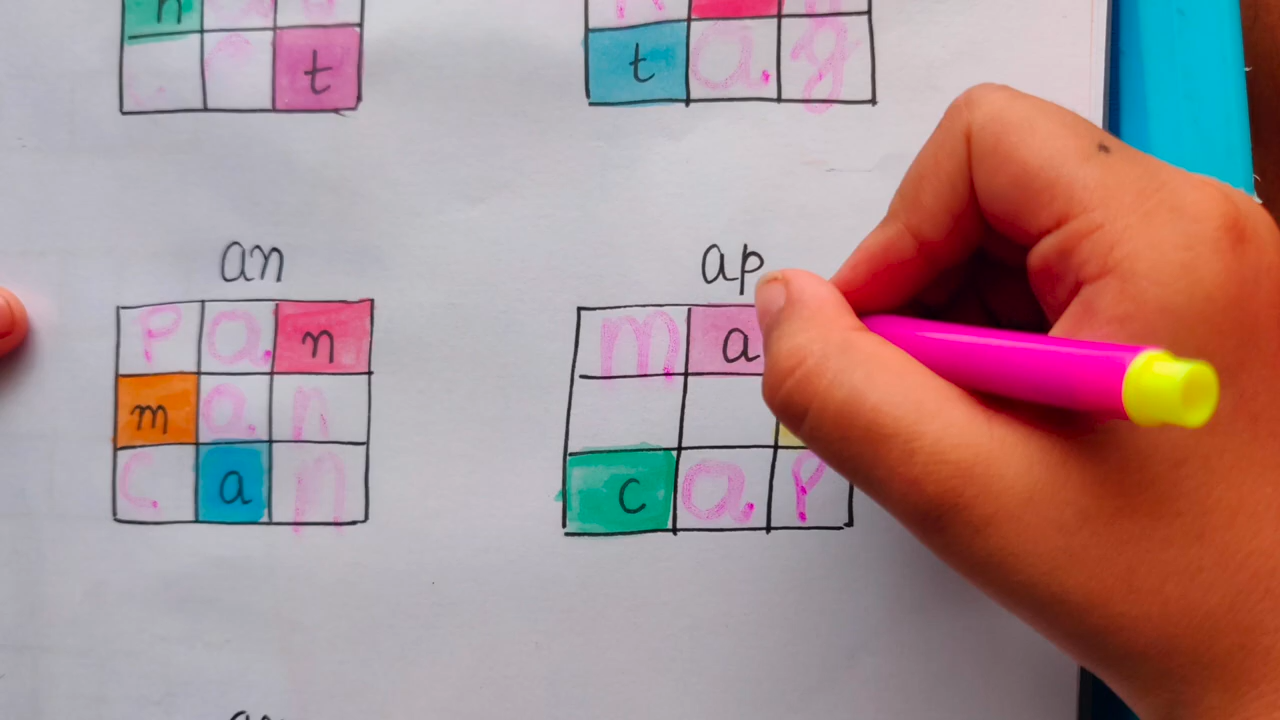 t
t a g
an
ap
p a n
m a n
c a n
m a
c a p